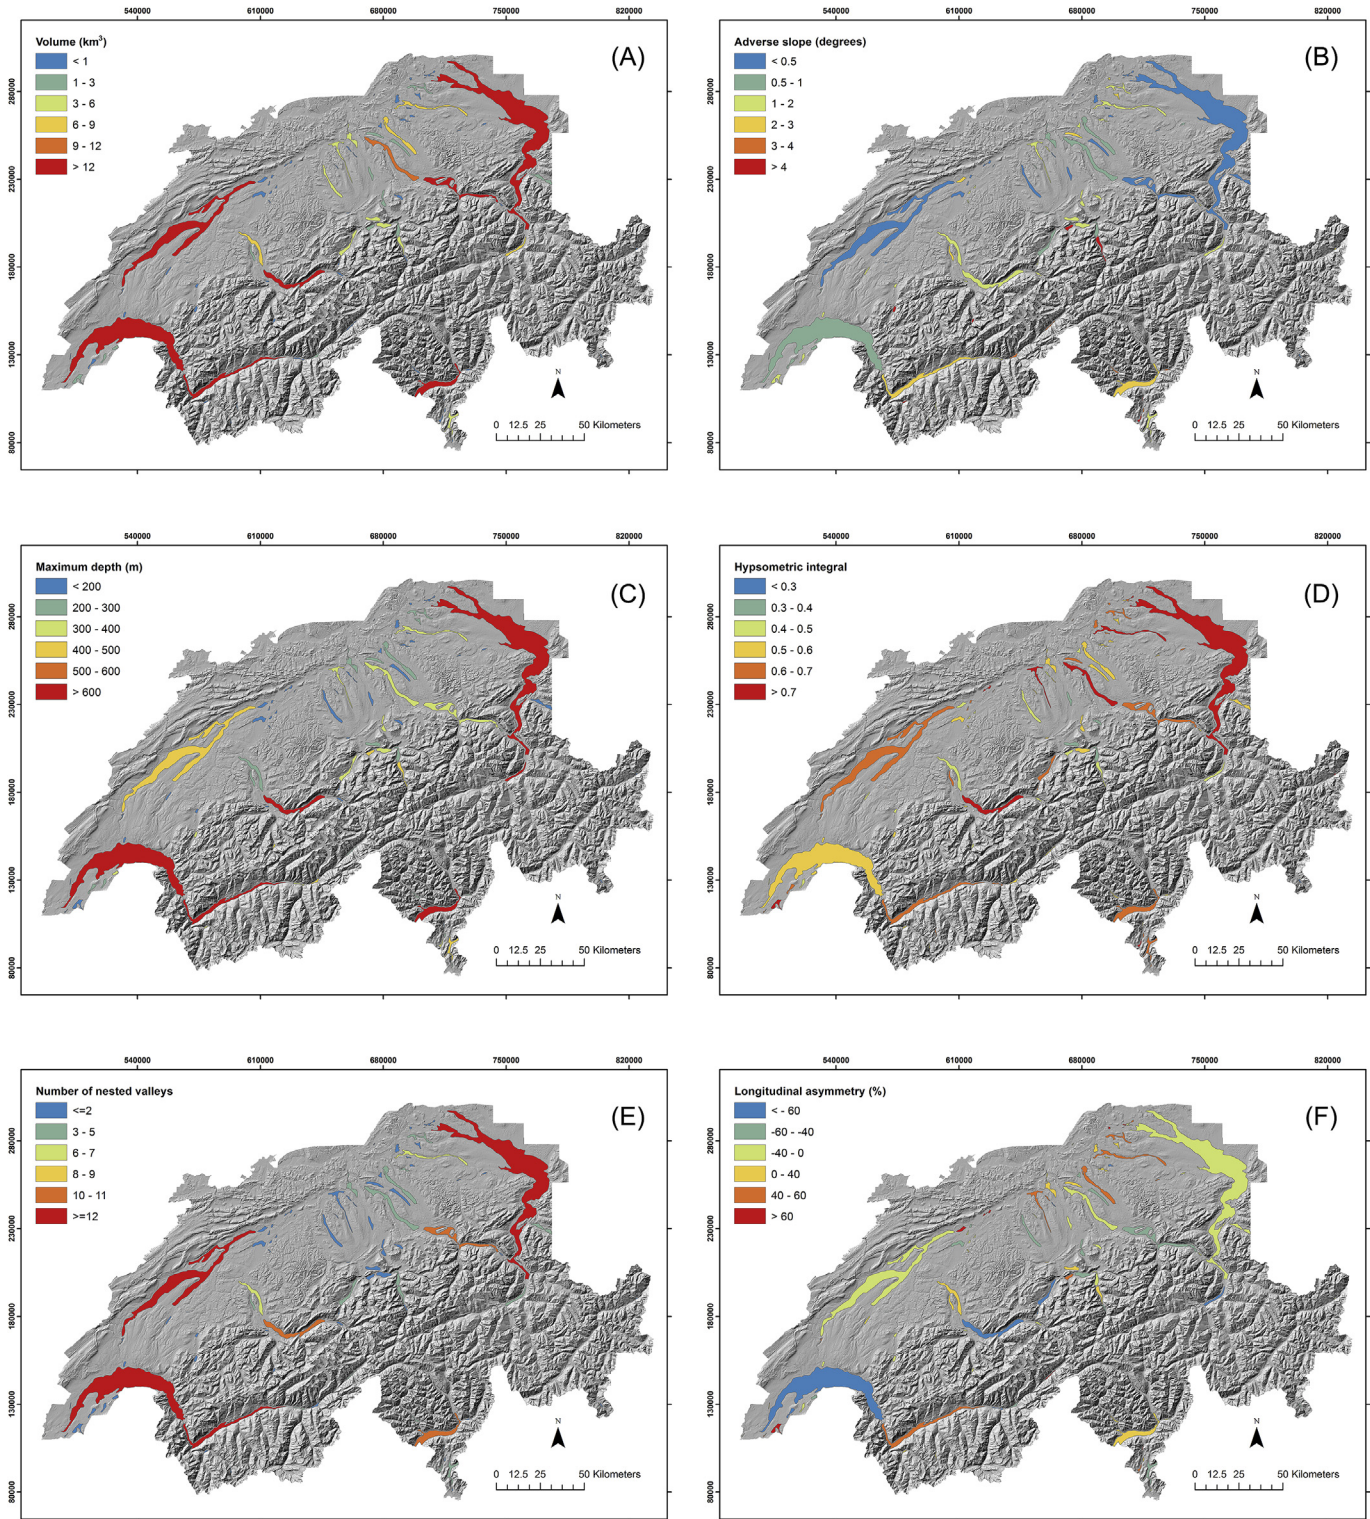 540000 610000 680000 750000 820000
Volume (km³)
< 1
1 - 3
3 - 6
6 - 9
9 - 12
> 12
(A)
280000
230000
180000
130000
80000
N
0 12.5 25 50 Kilometers
540000 610000 680000 750000 820000
Adverse slope (degrees)
< 0.5
0.5 - 1
1 - 2
2 - 3
3 - 4
> 4
(B)
280000
230000
180000
130000
80000
N
0 12.5 25 50 Kilometers
540000 610000 680000 750000 820000
Maximum depth (m)
< 200
200 - 300
300 - 400
400 - 500
500 - 600
> 600
(C)
280000
230000
180000
130000
80000
N
0 12.5 25 50 Kilometers
540000 610000 680000 750000 820000
Hypsometric integral
< 0.3
0.3 - 0.4
0.4 - 0.5
0.5 - 0.6
0.6 - 0.7
> 0.7
(D)
280000
230000
180000
130000
80000
N
0 12.5 25 50 Kilometers
540000 610000 680000 750000 820000
Number of nested valleys
<=2
3 - 5
6 - 7
8 - 9
10 - 11
>=12
(E)
280000
230000
180000
130000
80000
N
0 12.5 25 50 Kilometers
540000 610000 680000 750000 820000
Longitudinal asymmetry (%)
< - 60
-60 - -40
-40 - 0
0 - 40
40 - 60
> 60
(F)
280000
230000
180000
130000
80000
N
0 12.5 25 50 Kilometers